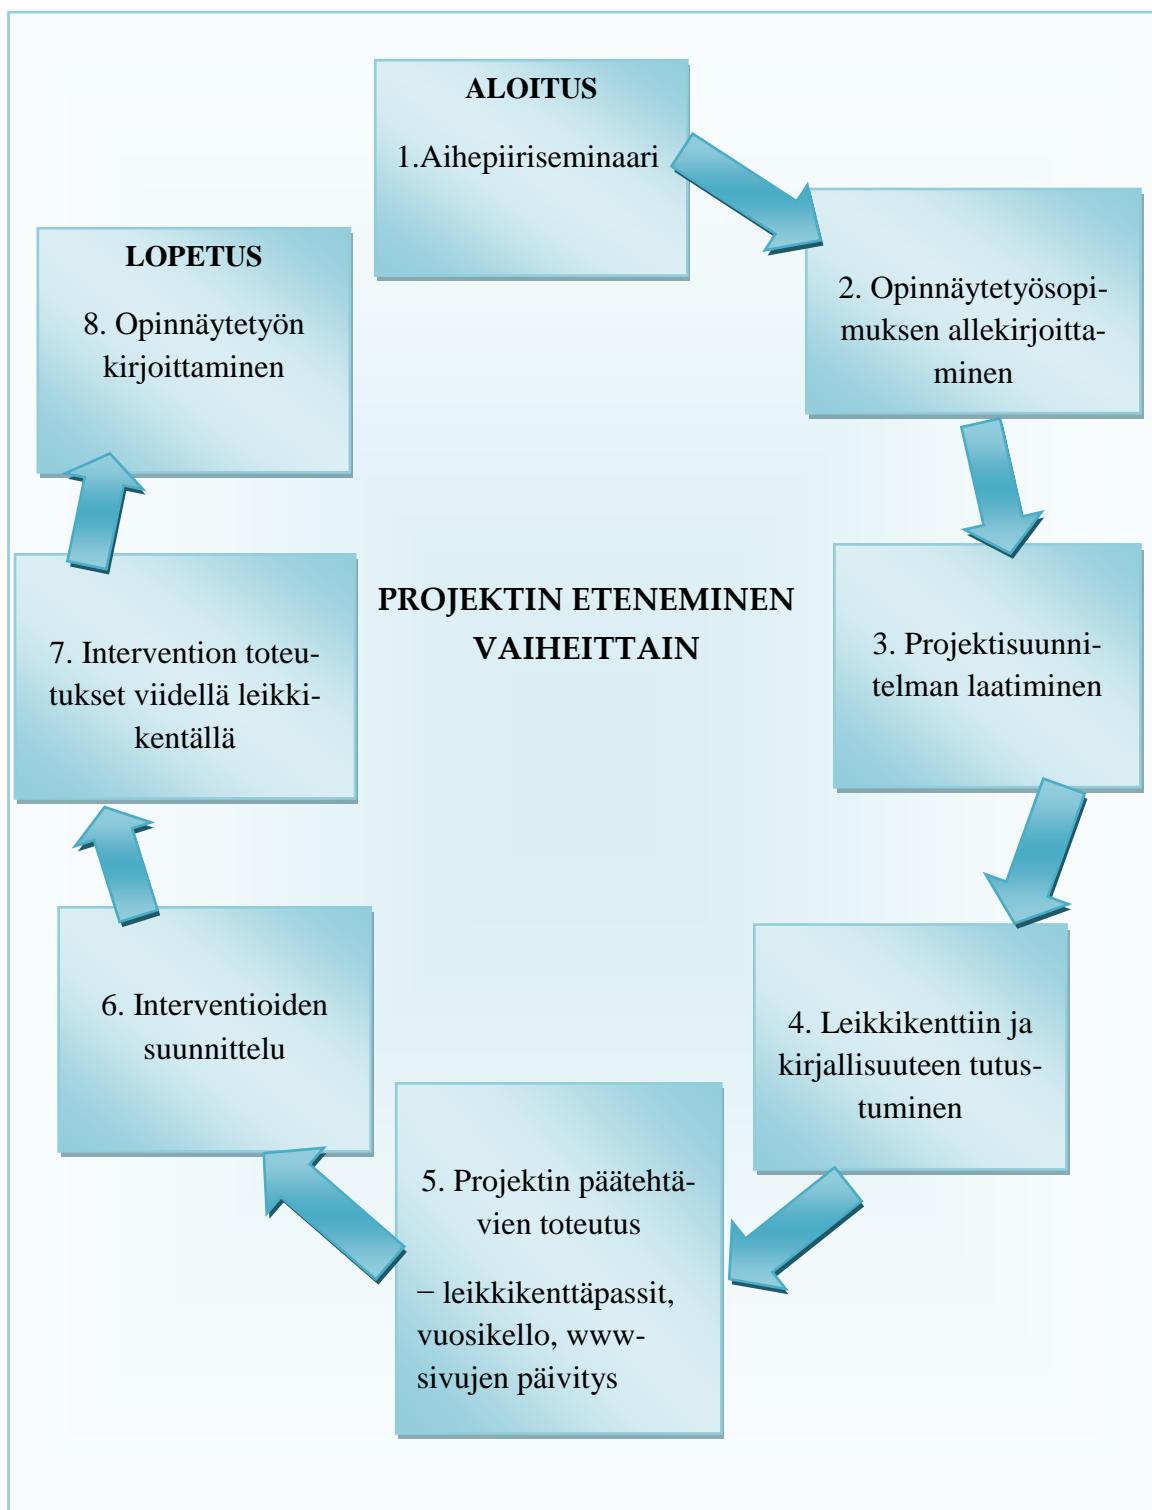 ALOITUS
1.Aihepiiriseminaari
2. Opinnäytetyösopi-
muksen allekirjoitta-
minen
3. Projektisuunni-
telman laatiminen
4. Leikkikenttiin ja
kirjallisuuteen tutus-
tuminen
5. Projektin päätehtä-
vien toteutus
− leikkikenttäpassit,
vuosikello, www-
sivujen päivitys
6. Interventioiden
suunnittelu
7. Intervention toteu-
tukset viidellä leikki-
kentällä
LOPETUS
8. Opinnäytetyön
kirjoittaminen
PROJEKTIN ETENEMINEN
VAIHEITTAIN